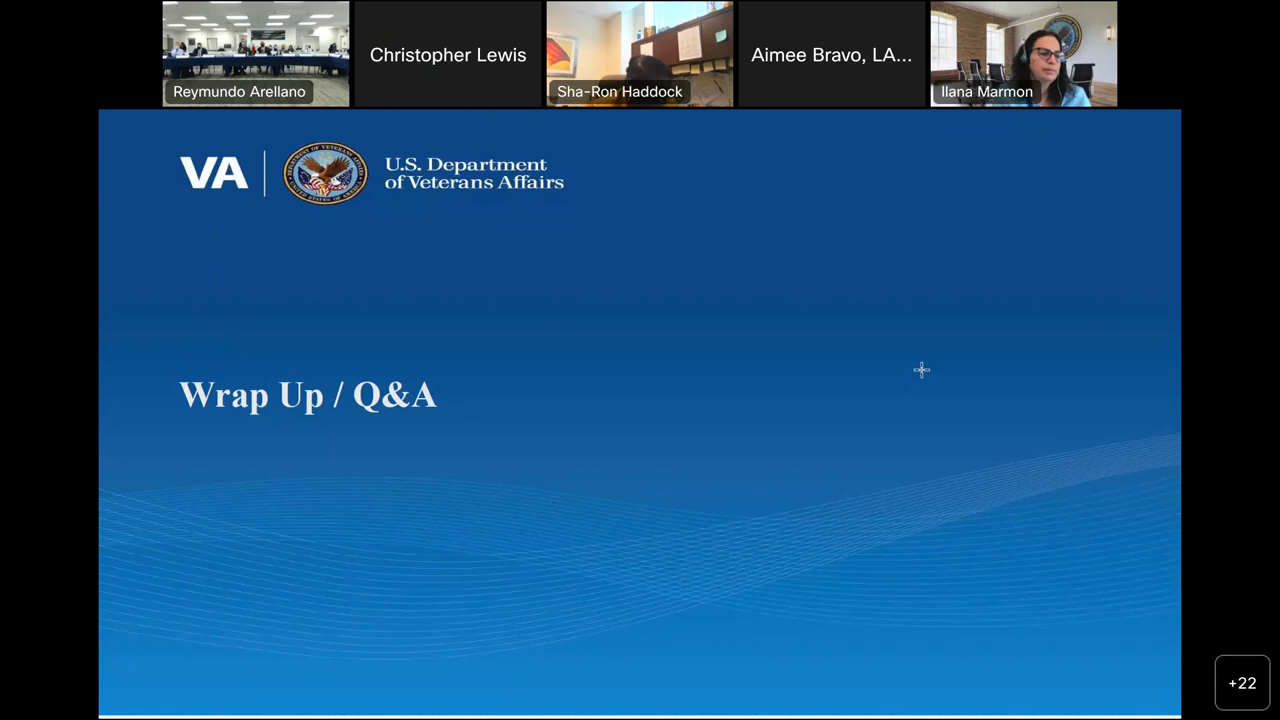 Reymundo Arellano
Christopher Lewis
Sha-Ron Haddock
Aimee Bravo, LA...
Ilana Marmon
VA
U.S. Department
of Veterans Affairs
Wrap Up / Q&A
+22